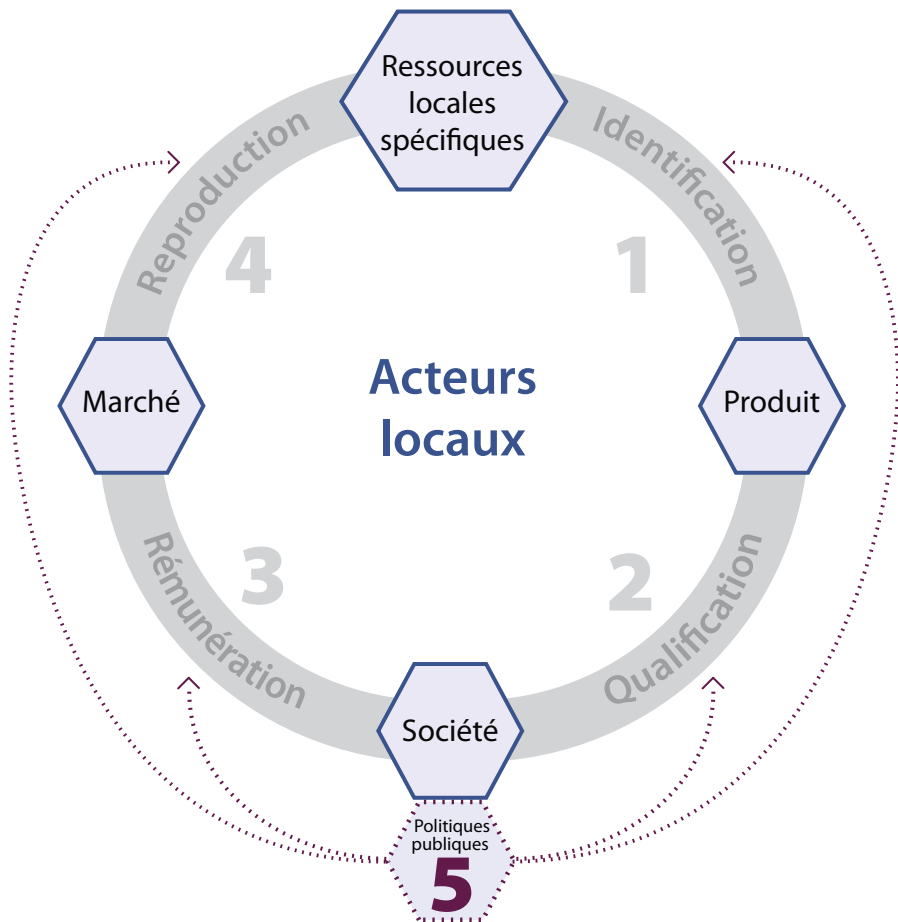 Ressources
locales
spécifiques
Identification
1
Produit
Qualification
2
Société
Rémunération
3
Marché
Reproduction
4
Acteurs
locaux
Politiques
publiques
5